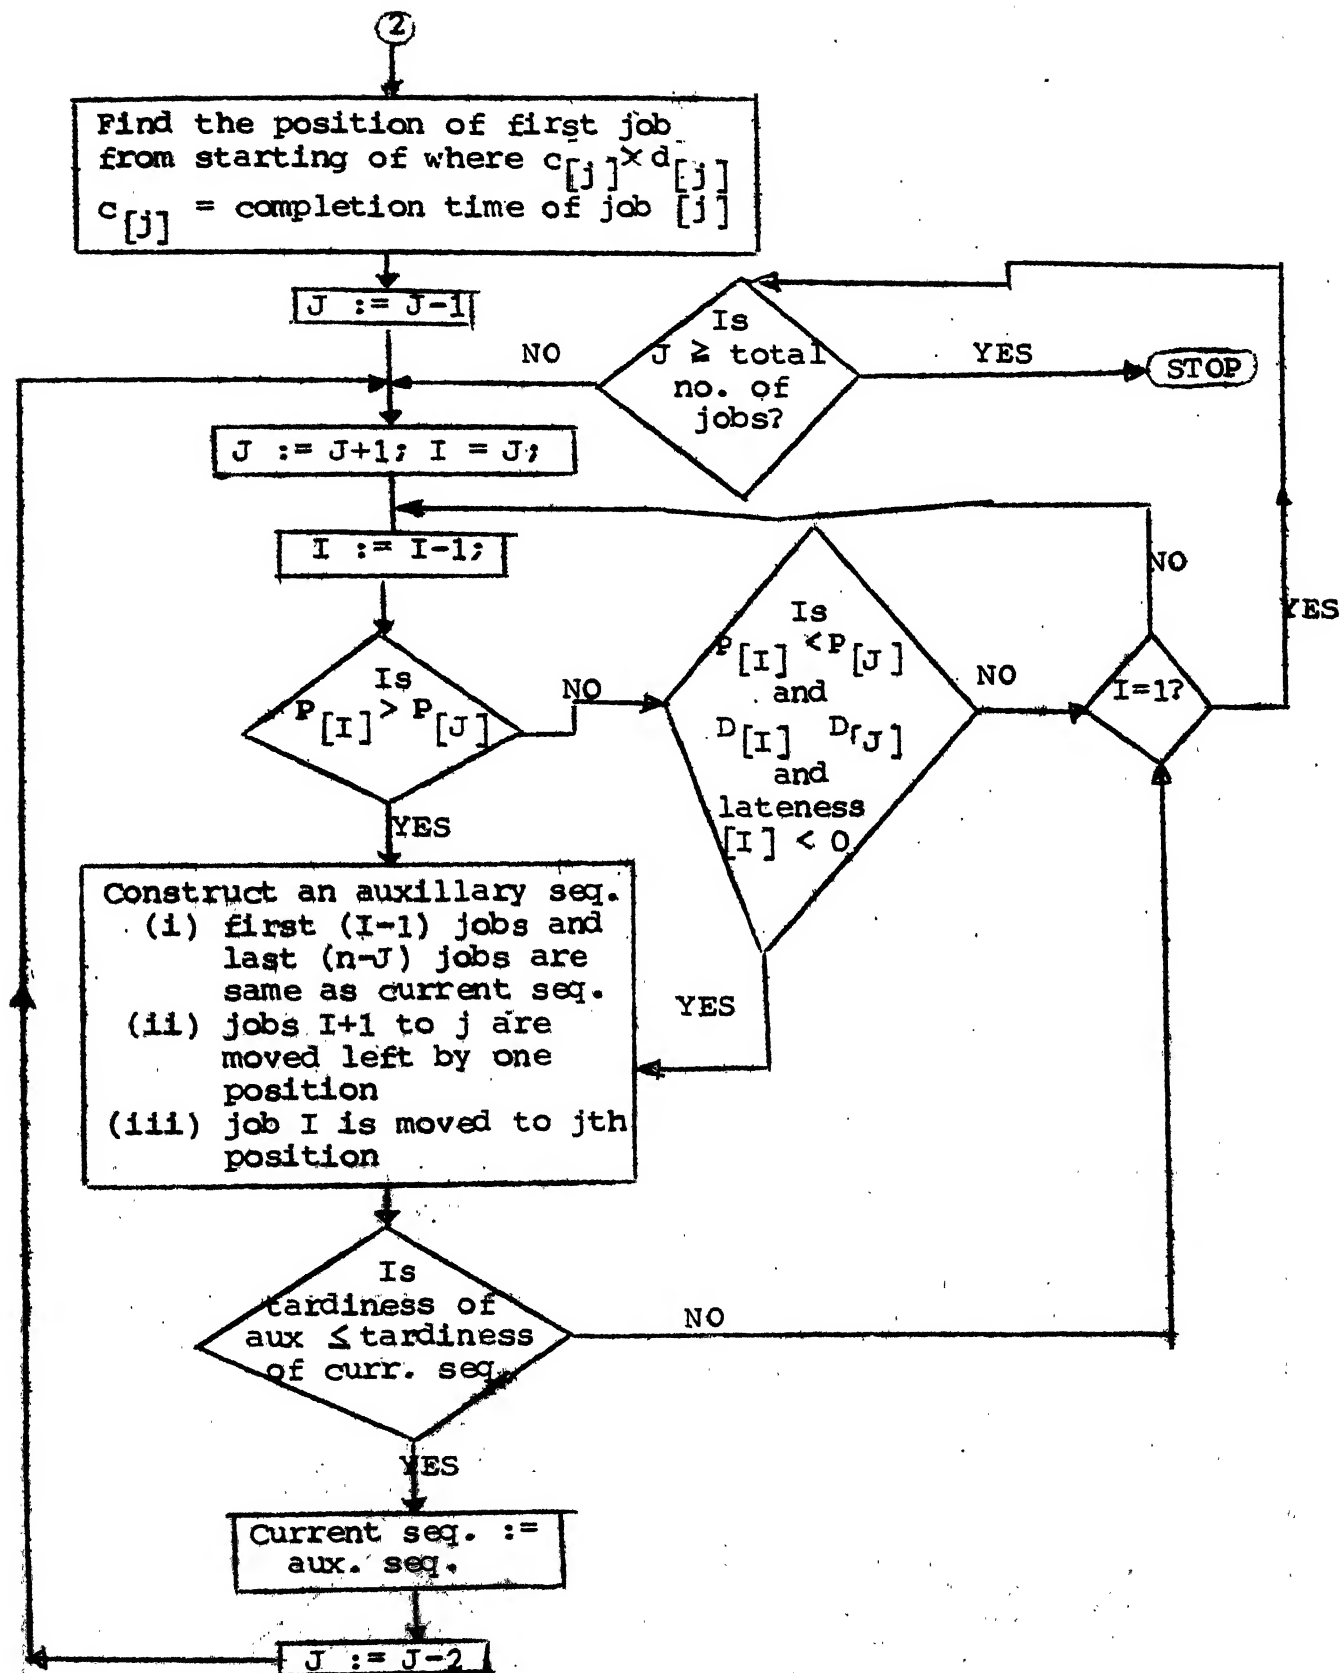 2
Find the position of first job
from starting of where c[j] × d[j]
c[j] = completion time of job [j]
J := J-1
Is
J ≥ total
no. of
jobs?
NO
YES
STOP
J := J+1; I = J;
I := I-1;
NO
YES
Is
P[I] > P[J]
NO
YES
Is
P[I] < P[J]
and
D[I] D[J]
and
lateness
[I] < 0
NO
YES
I=1?
Construct an auxillary seq.
(i) first (I-1) jobs and
last (n-J) jobs are
same as current seq.
(ii) jobs I+1 to j are
moved left by one
position
(iii) job I is moved to jth
position
Is
tardiness of
aux ≤ tardiness
of curr. seq.
NO
YES
Current seq. :=
aux. seq.
J := J-2